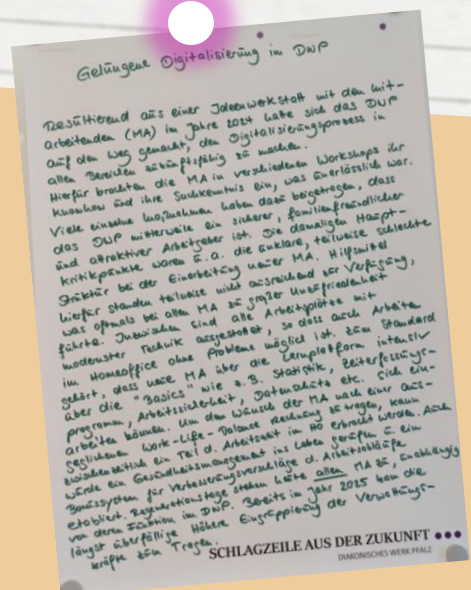 Gelungene Digitalisierung im DWP
Resultierend aus einer Ideenwerkstatt mit den Mit-
arbeitenden (MA) im Jahre 2024 hatte sich das DWP
auf den Weg gemacht, den Digitalisierungsprozess in
allen Bereichen zukunftsfähig zu machen.
Hierfür brachten die MA in verschiedenen Workshops ihr
Knowhow und ihre Sachkenntnis ein, was unerlässlich war.
Viele einzelne Maßnahmen haben dazu beigetragen, dass
das DWP mittlerweile ein sicherer, familienfreundlicher
und attraktiver Arbeitgeber ist. Die damaligen Haupt-
kritikpunkte waren u.a. die unklare, teilweise schlechte
Struktur bei der Einarbeitung neuer MA. Hilfsmittel
hierfür standen teilweise nicht ausreichend zur Verfügung,
was oftmals bei allen MA zu großer Unzufriedenheit
führte. Inzwischen sind alle Arbeitsplätze mit
modernster Technik ausgestattet, so dass auch Arbeiten
im Homeoffice ohne Probleme möglich ist. Zum Standard
gehört, dass neue MA über die Lernplattform intensiv
über die "Basics" wie z.B. Statistik, Zeiterfassungs-
programm, Arbeitssicherheit, Datenschutz etc. sich ein-
arbeiten können. Um dem Wunsch der MA nach einer aus-
geglichenen Work-Life-Balance Rechnung zu tragen, kann
zwischenzeitlich ein Teil d. Arbeitszeit im HO erbracht werden. Auch
wurde ein Gesundheitsmanagement ins Leben gerufen u. ein
Bonussystem für Verbesserungsvorschläge d. Arbeitsabläufe
etabliert. Regenerationstage stehen heute allen MA zu, unabhängig
von deren Funktion im DWP. Bereits im Jahr 2025 kam die
längst überfällige Höhere Eingruppierung der Verwaltungs-
kräfte zum Tragen.
SCHLAGZEILE AUS DER ZUKUNFT
DIAKONISCHES WERK PFALZ